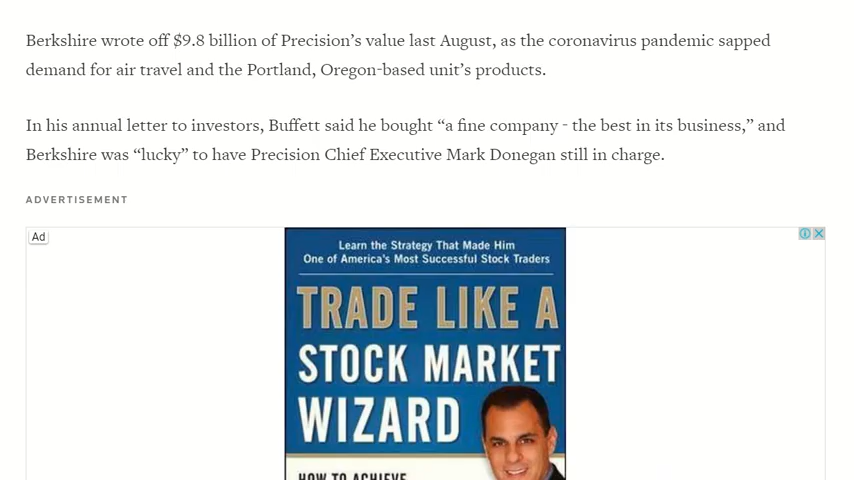 Berkshire wrote off $9.8 billion of Precision’s value last August, as the coronavirus pandemic sapped
demand for air travel and the Portland, Oregon-based unit’s products.
In his annual letter to investors, Buffett said he bought “a fine company - the best in its business,” and
Berkshire was “lucky” to have Precision Chief Executive Mark Donegan still in charge.
ADVERTISEMENT
Ad
Learn the Strategy That Made Him
One of America's Most Successful Stock Traders
TRADE LIKE A
STOCK MARKET
WIZARD
HOW TO ACHIEVE